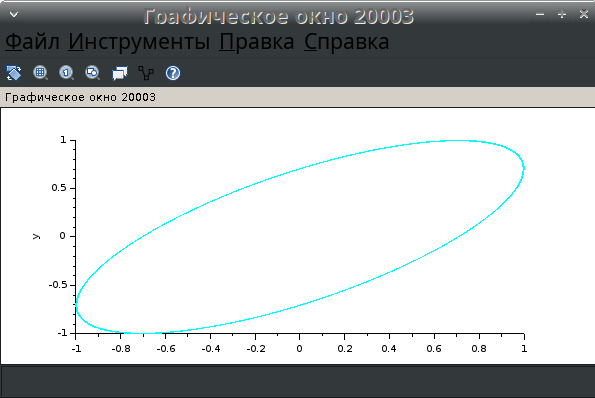 Графическое окно 20003
Файл Инструменты Правка Справка
Графическое окно 20003
1
0.5
y
0
-0.5
-1
-1 -0.8 -0.6 -0.4 -0.2 0 0.2 0.4 0.6 0.8 1